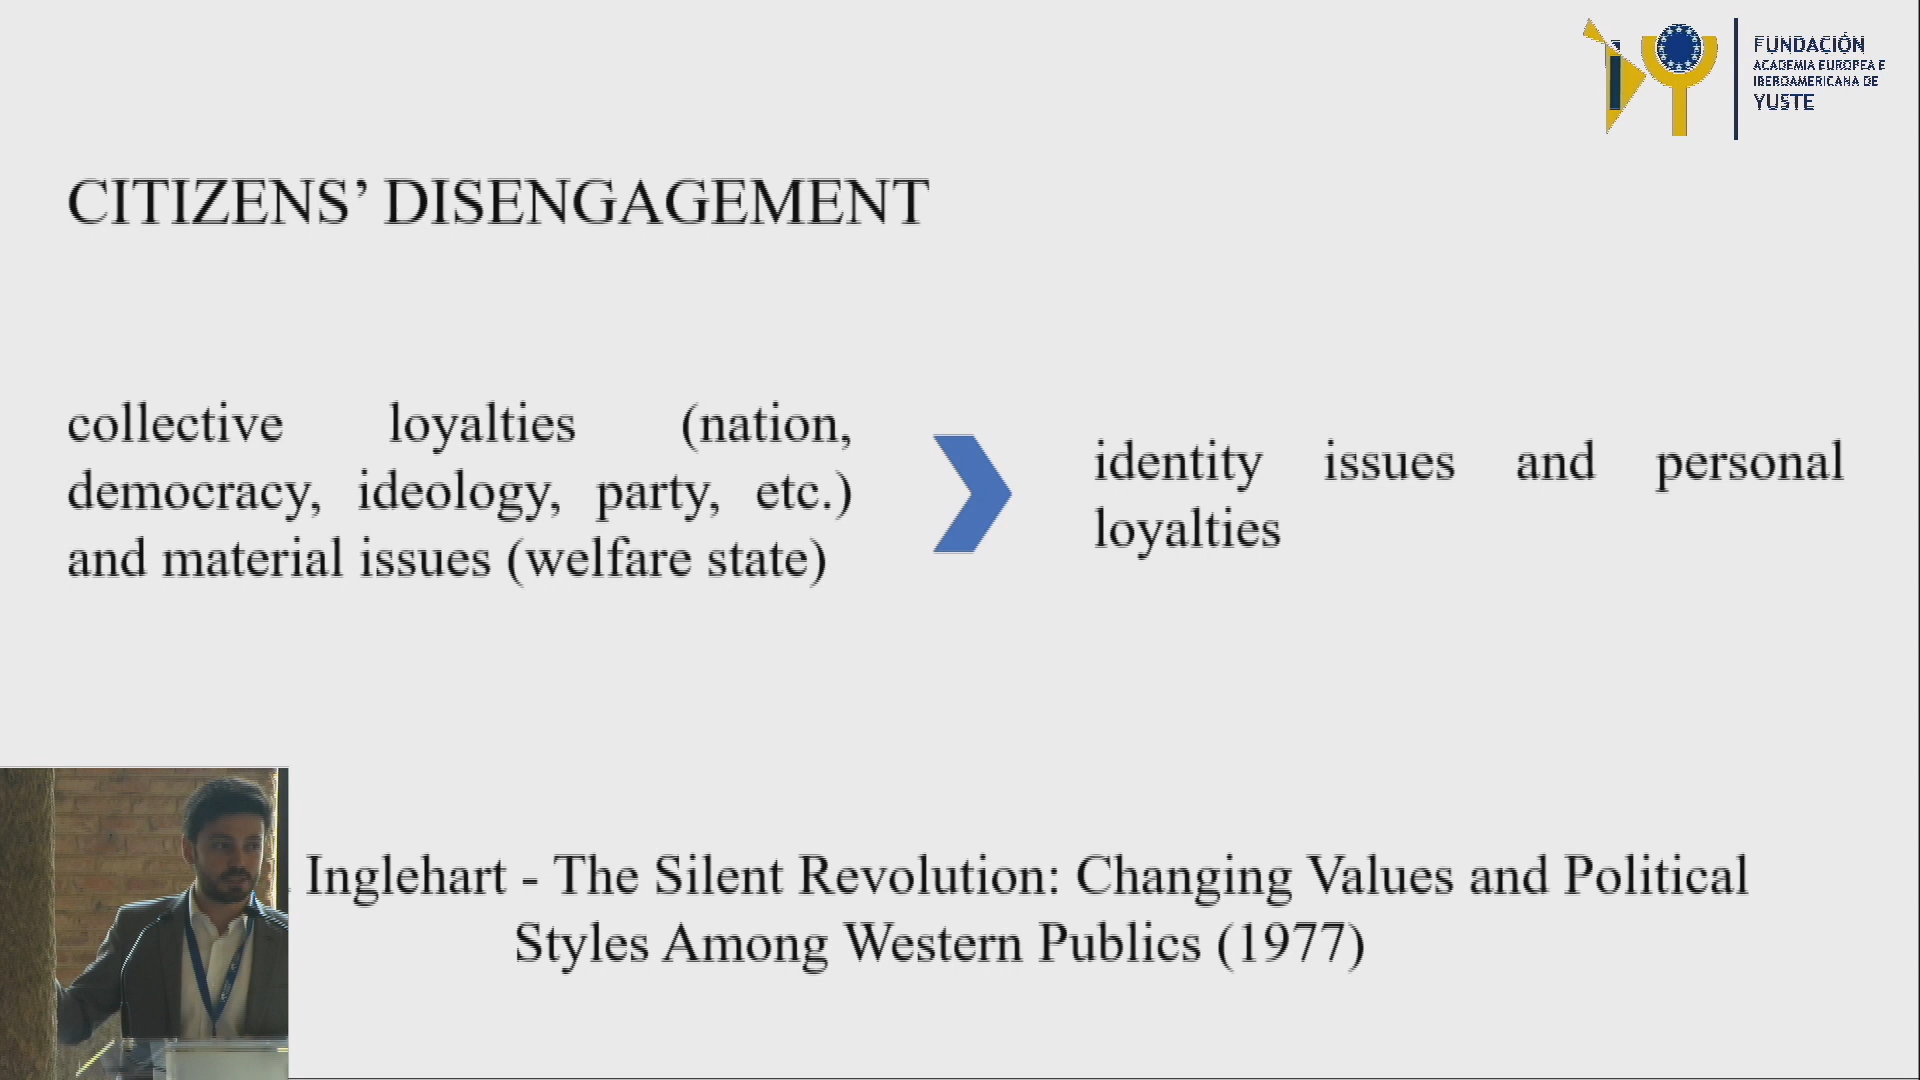 FUNDACIÓN
ACADEMIA EUROPEA E
IBEROAMERICANA DE
YUSTE
CITIZENS’ DISENGAGEMENT
collective loyalties (nation,
democracy, ideology, party, etc.)
and material issues (welfare state)
identity issues and personal
loyalties
Inglehart - The Silent Revolution: Changing Values and Political
Styles Among Western Publics (1977)